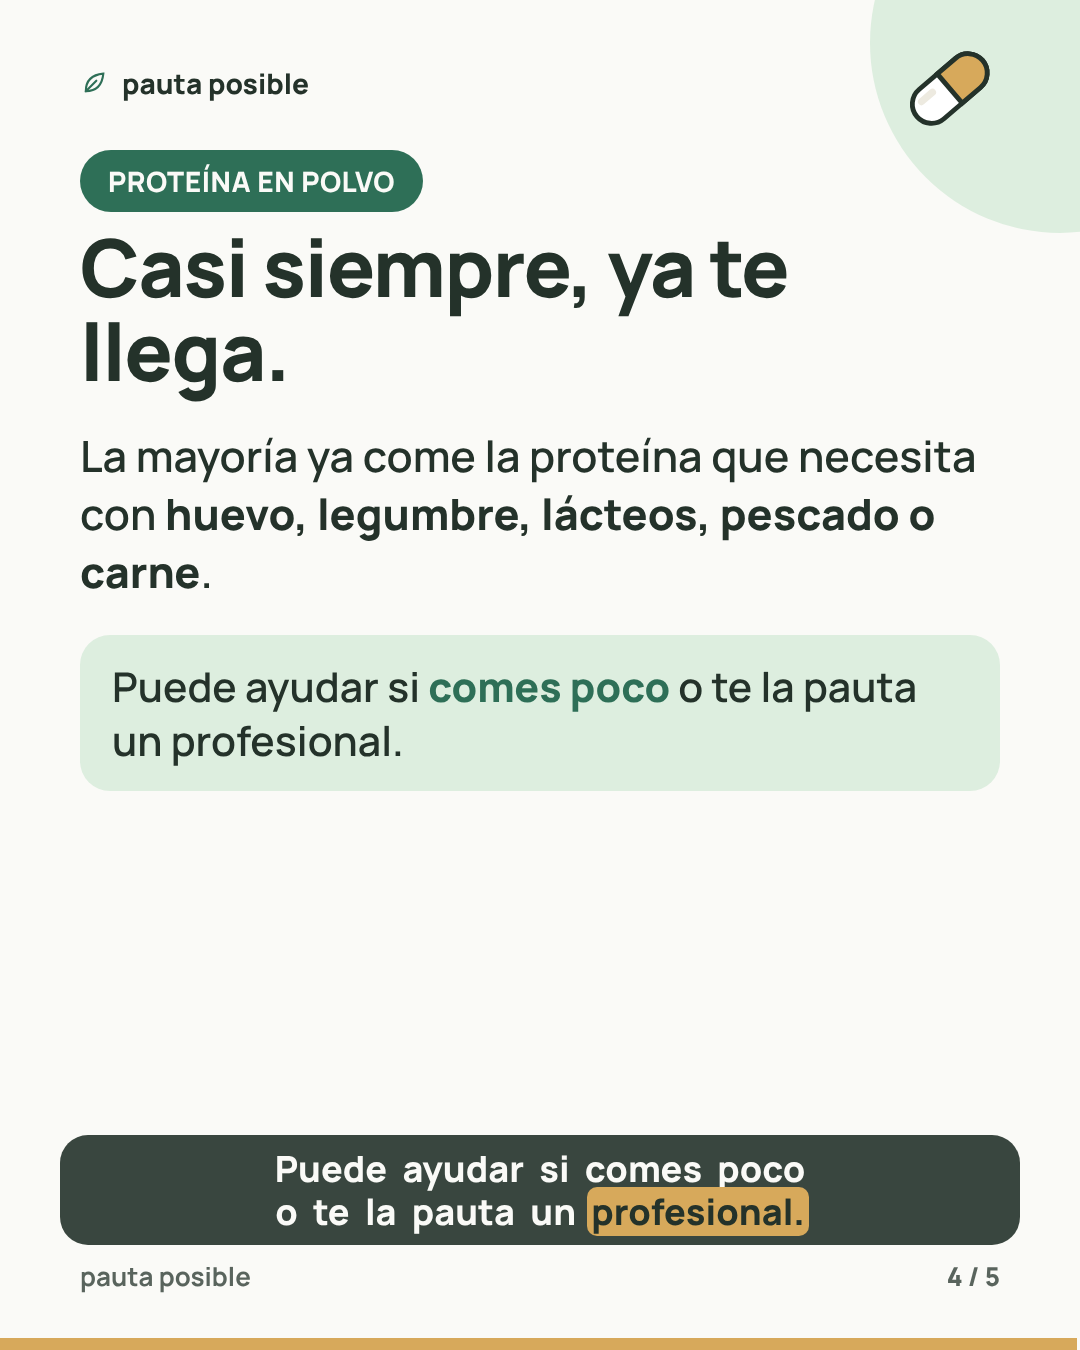 pauta posible
PROTEÍNA EN POLVO
Casi siempre, ya te
llega.
La mayoría ya come la proteína que necesita
con huevo, legumbre, lácteos, pescado o
carne.
Puede ayudar si comes poco o te la pauta
un profesional.
Puede ayudar si comes poco
o te la pauta un profesional.
pauta posible
4 / 5